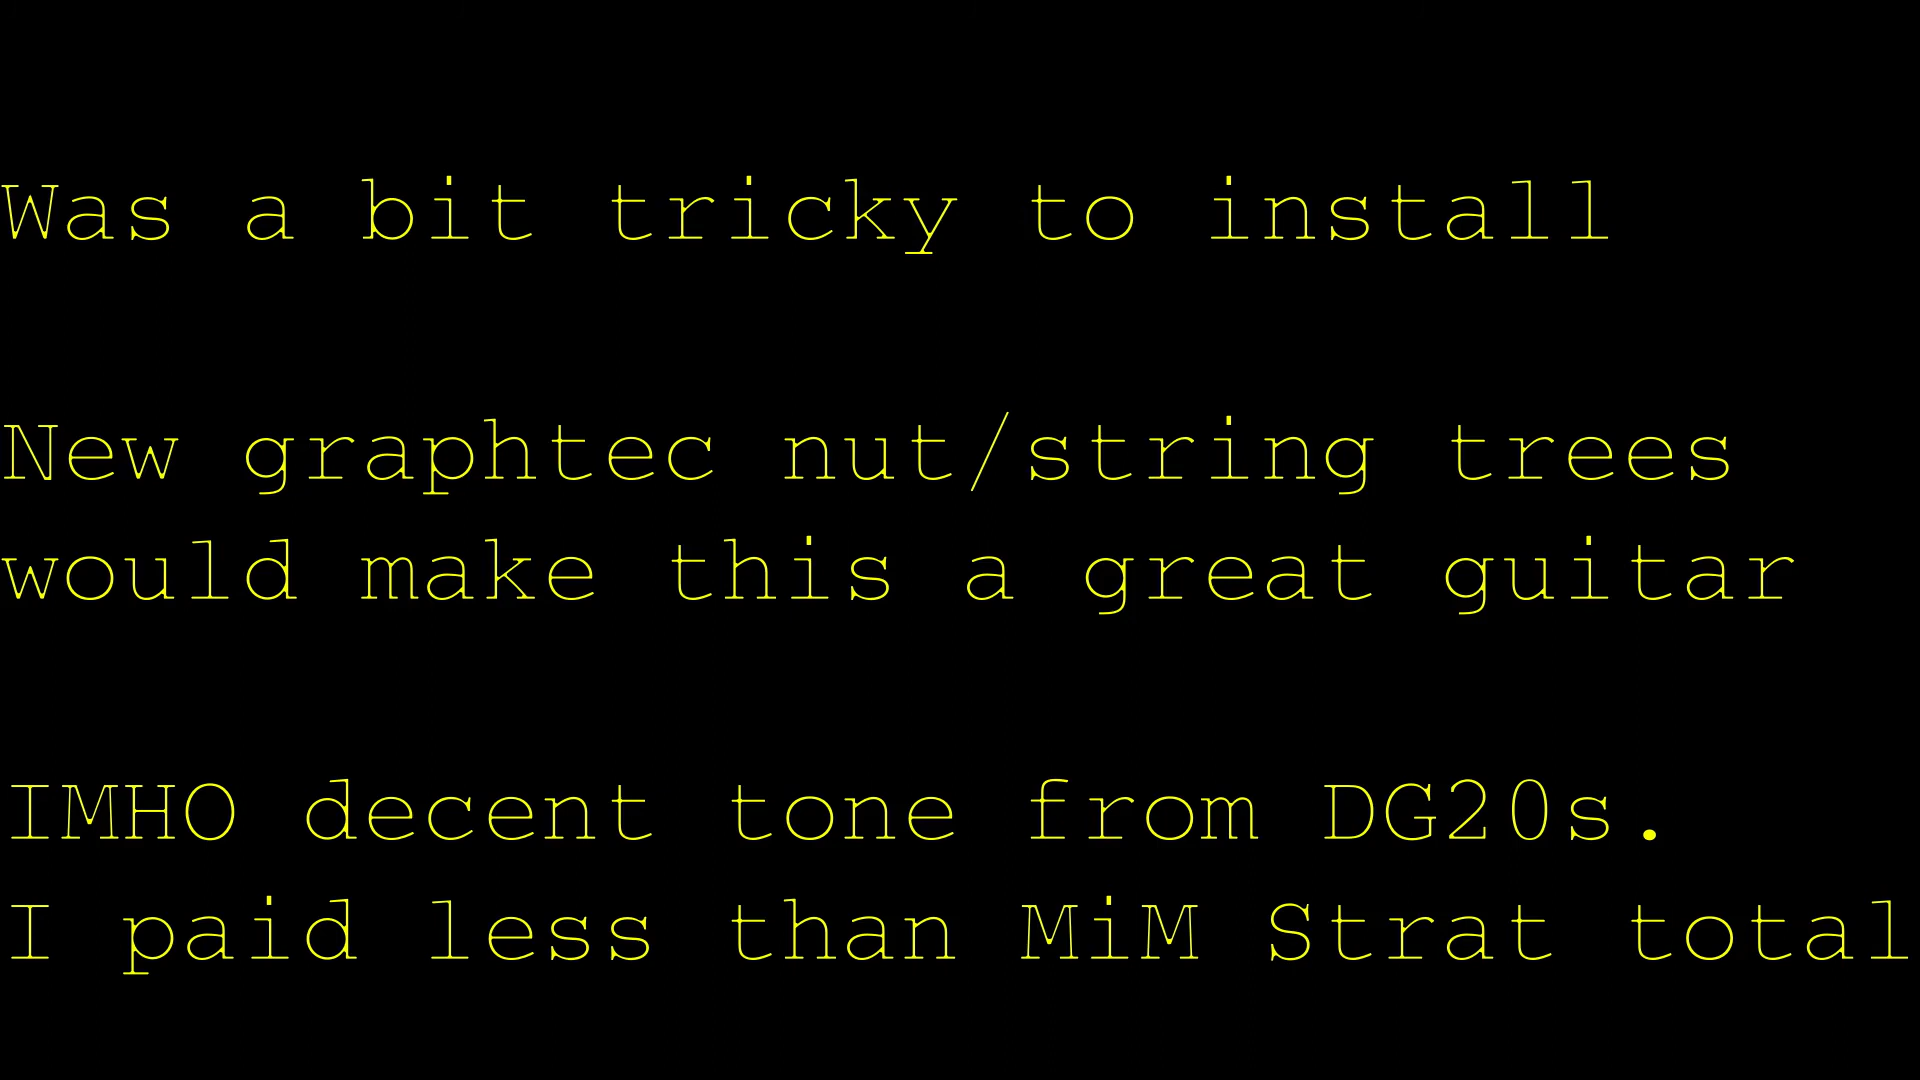 Was a bit tricky to install
New graphtec nut/string trees
would make this a great guitar
IMHO decent tone from DG20s.
I paid less than MiM Strat total